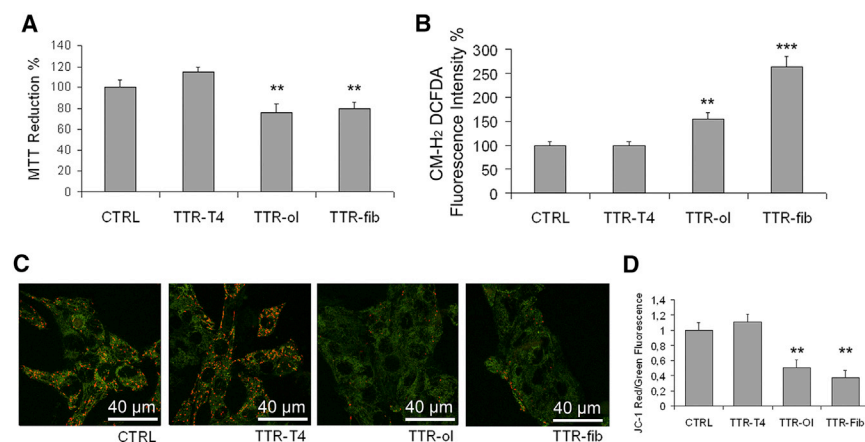 A
MTT Reduction %
140
120
100
80
60
40
20
0
**
**
CTRL
TTR-T4
TTR-ol
TTR-fib
B
CM-H2 DCFDA
Fluorescence Intensity %
300
250
200
150
100
50
0
**
***
CTRL
TTR-T4
TTR-ol
TTR-fib
C
40 µm
40 µm
40 µm
40 µm
CTRL
TTR-T4
TTR-ol
TTR-fib
D
JC-1 Red/Green Fluorescence
1,4
1,2
1
0,8
0,6
0,4
0,2
0
**
**
CTRL
TTR-T4
TTR-Ol
TTR-Fib